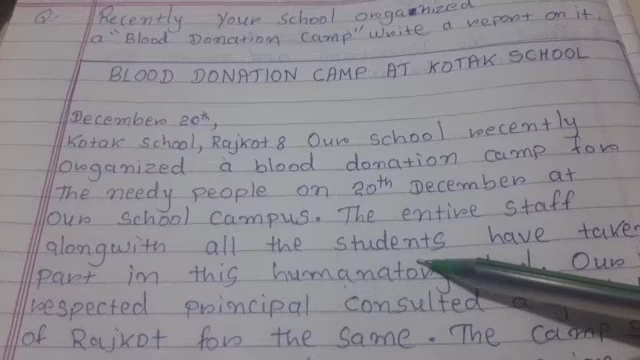 Q. Recently your school organized
a "Blood Donation Camp" write a report on it.
BLOOD DONATION CAMP AT KOTAK SCHOOL
December 20th,
Kotak School, Rajkot : Our school recently
organized a blood donation camp for
the needy people on 20th December at
our school campus. The entire staff
alongwith all the students have taken
part in this Our
respected principal consulted a
of Rajkot for the same. The camp